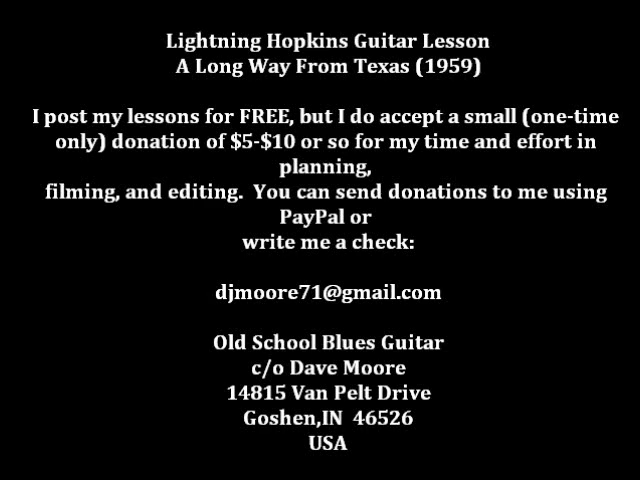 Lightning Hopkins Guitar Lesson
A Long Way From Texas (1959)
I post my lessons for FREE, but I do accept a small (one-time
only) donation of $5-$10 or so for my time and effort in
planning,
filming, and editing.  You can send donations to me using
PayPal or
write me a check:
djmoore71@gmail.com
Old School Blues Guitar
c/o Dave Moore
14815 Van Pelt Drive
Goshen,IN  46526
USA